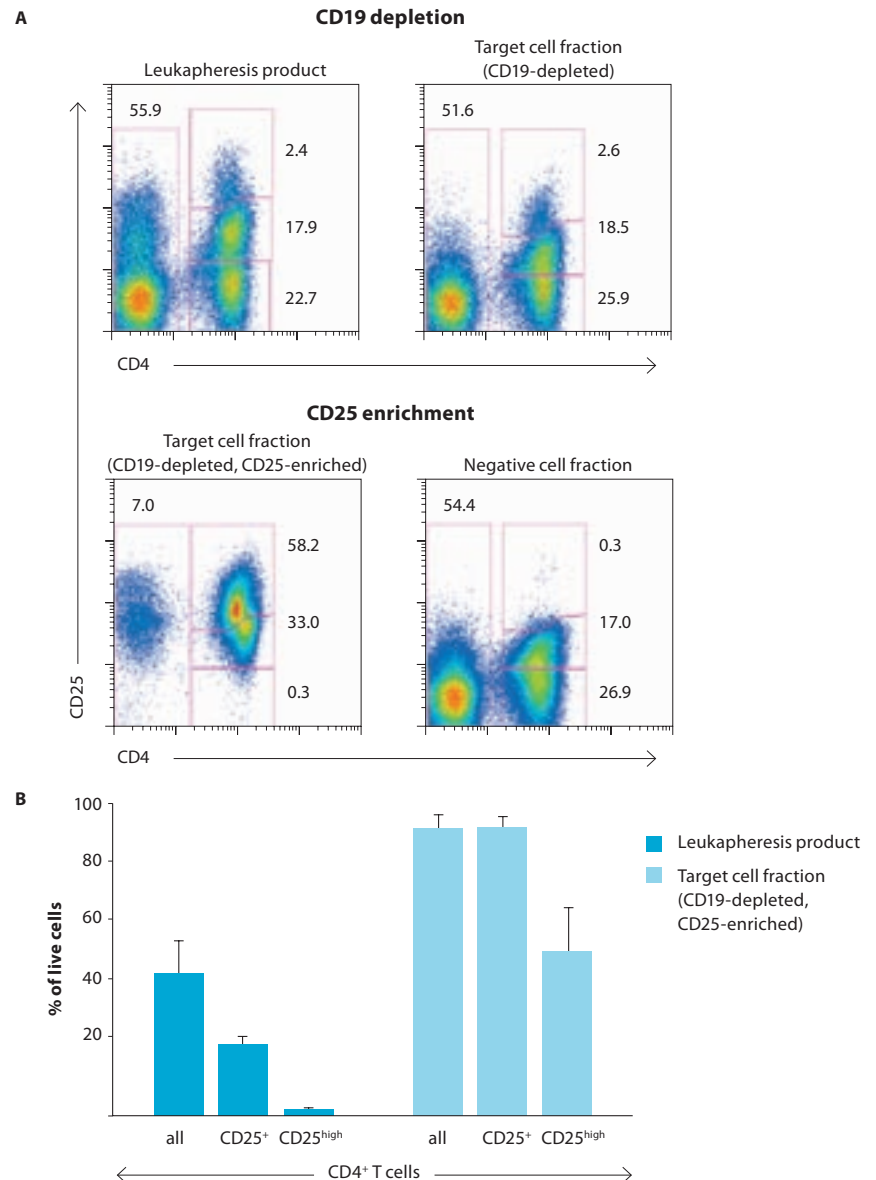 A
CD19 depletion
Leukapheresis product
Target cell fraction
(CD19-depleted)
55.9
2.4
17.9
22.7
51.6
2.6
18.5
25.9
CD4
CD25 enrichment
Target cell fraction
(CD19-depleted, CD25-enriched)
Negative cell fraction
7.0
58.2
33.0
0.3
54.4
0.3
17.0
26.9
CD25
CD4
B
100
80
60
40
20
% of live cells
Leukapheresis product
Target cell fraction
(CD19-depleted,
CD25-enriched)
all CD25⁺ CD25ʰⁱᵍʰ
all CD25⁺ CD25ʰⁱᵍʰ
CD4⁺ T cells